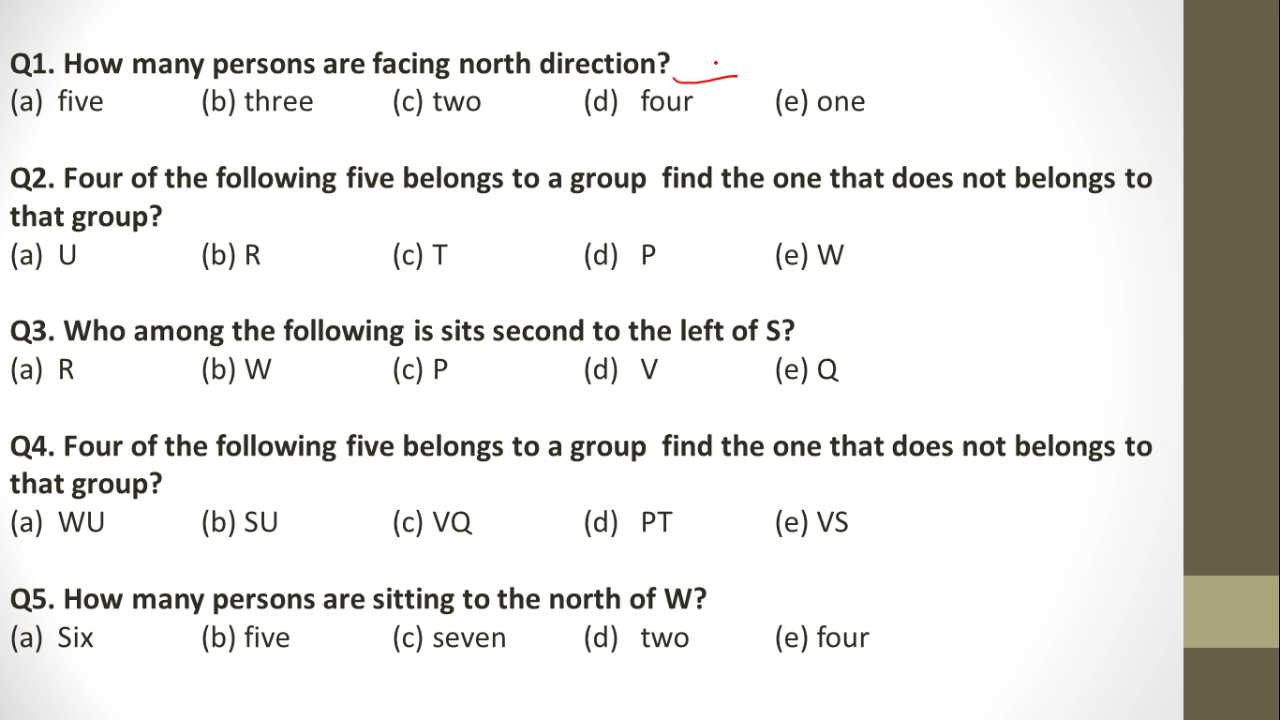 Q1. How many persons are facing north direction?
(a) five (b) three (c) two (d) four (e) one
Q2. Four of the following five belongs to a group find the one that does not belongs to
that group?
(a) U (b) R (c) T (d) P (e) W
Q3. Who among the following is sits second to the left of S?
(a) R (b) W (c) P (d) V (e) Q
Q4. Four of the following five belongs to a group find the one that does not belongs to
that group?
(a) WU (b) SU (c) VQ (d) PT (e) VS
Q5. How many persons are sitting to the north of W?
(a) Six (b) five (c) seven (d) two (e) four